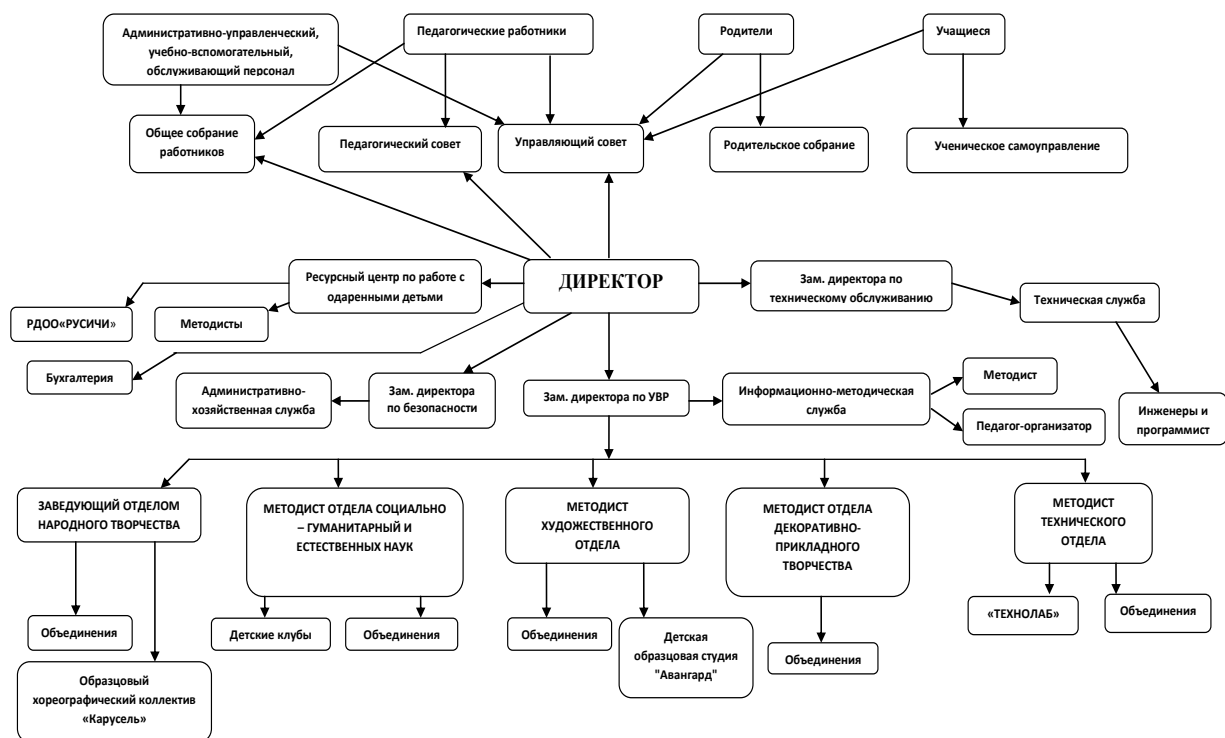 Административно-управленческий,
учебно-вспомогательный,
обслуживающий персонал
Педагогические работники
Родители
Учащиеся
Общее собрание
работников
Педагогический совет
Управляющий совет
Родительское собрание
Ученическое самоуправление
Ресурсный центр по работе с
одаренными детьми
ДИРЕКТОР
Зам. директора по
техническому обслуживанию
Техническая служба
РДОО«РУСИЧИ»
Методисты
Бухгалтерия
Административно-
хозяйственная служба
Зам. директора
по безопасности
Зам. директора по УВР
Информационно-методическая
служба
Методист
Педагог-организатор
Инженеры и
программист
ЗАВЕДУЮЩИЙ ОТДЕЛОМ
НАРОДНОГО ТВОРЧЕСТВА
МЕТОДИСТ ОТДЕЛА СОЦИАЛЬНО
– ГУМАНИТАРНЫЙ И
ЕСТЕСТВЕННЫХ НАУК
МЕТОДИСТ
ХУДОЖЕСТВЕННОГО
ОТДЕЛА
МЕТОДИСТ ОТДЕЛА
ДЕКОРАТИВНО-
ПРИКЛАДНОГО
ТВОРЧЕСТВА
МЕТОДИСТ
ТЕХНИЧЕСКОГО
ОТДЕЛА
Объединения
Образцовый
хореографический коллектив
«Карусель»
Детские клубы
Объединения
Объединения
Детская
образцовая студия
"Авангард"
Объединения
«ТЕХНОЛАБ»
Объединения